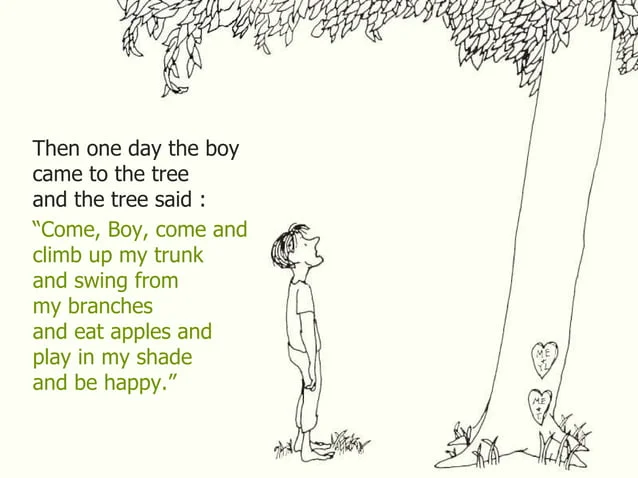 Then one day the boy
came to the tree
and the tree said :
“Come, Boy, come and
climb up my trunk
and swing from
my branches
and eat apples and
play in my shade
and be happy.”
M E
+
Y.L.
M.E.
+
T.